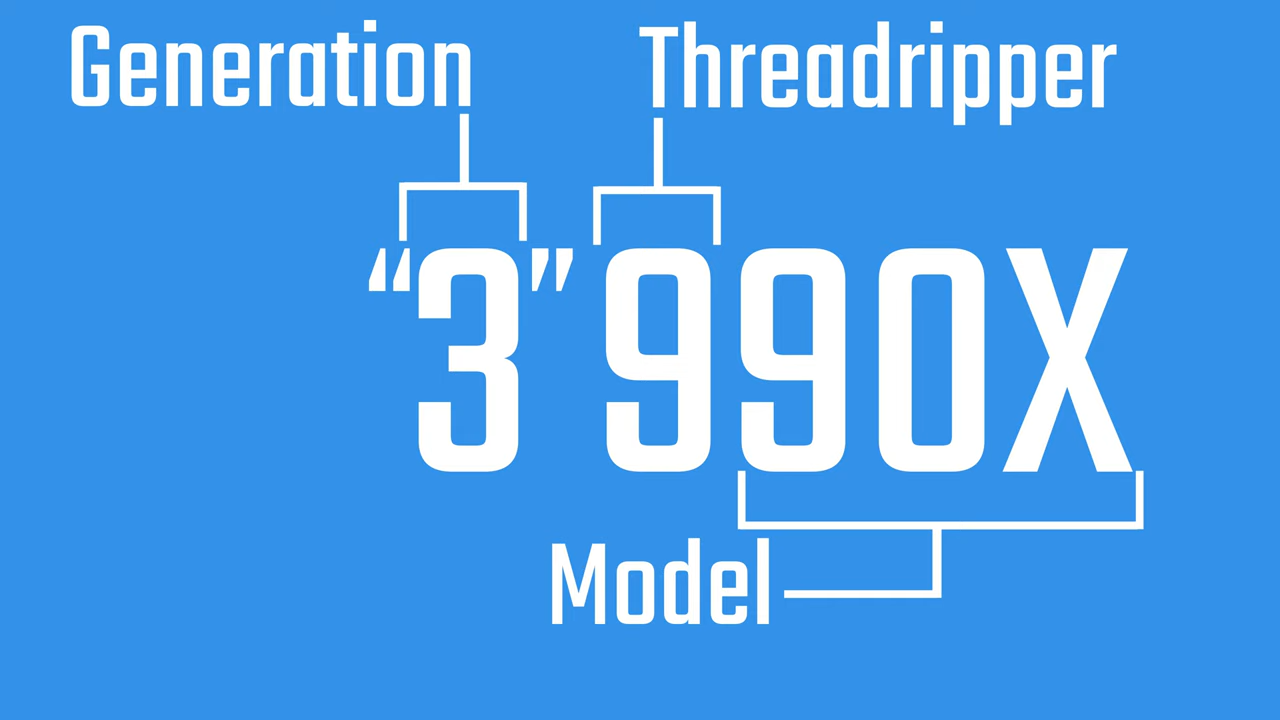 Generation Threadripper
“3” 990X
Model